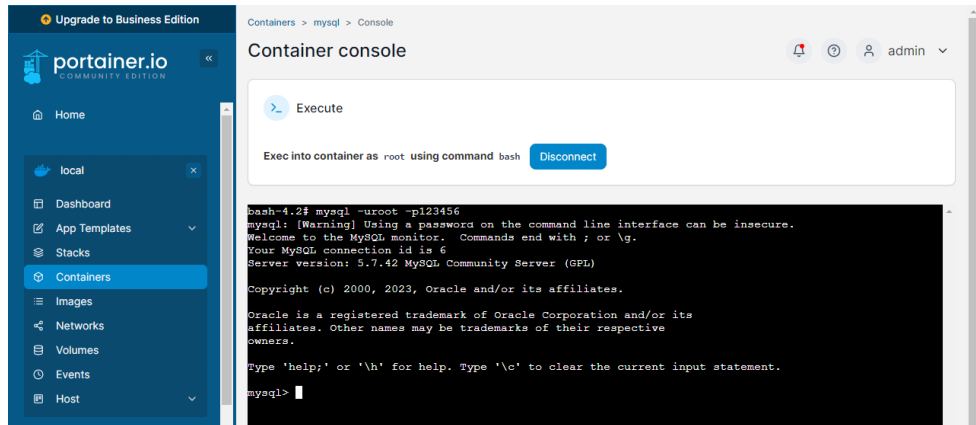 Upgrade to Business Edition
portainer.io
COMMUNITY EDITION
Home
local
Dashboard
App Templates
Stacks
Containers
Images
Networks
Volumes
Events
Host
Containers > mysql > Console
Container console
admin
>_ Execute
Exec into container as root using command bash Disconnect
bash-4.2# mysql -uroot -p123456
mysql: [Warning] Using a password on the command line interface can be insecure.
Welcome to the MySQL monitor.  Commands end with ; or \g.
Your MySQL connection id is 6
Server version: 5.7.42 MySQL Community Server (GPL)
Copyright (c) 2000, 2023, Oracle and/or its affiliates.
Oracle is a registered trademark of Oracle Corporation and/or its
affiliates. Other names may be trademarks of their respective
owners.
Type 'help;' or '\h' for help. Type '\c' to clear the current input statement.
mysql>